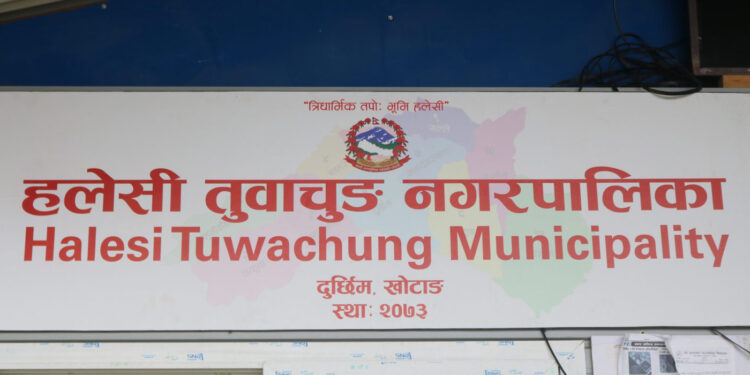 "त्रिधार्मिक तपो: भूमि हलेसी"
हलेसी तुवाचुङ नगरपालिका
Halesi Tuwachung Municipality
दुर्छिम, खोटाङ
स्था: २०७३